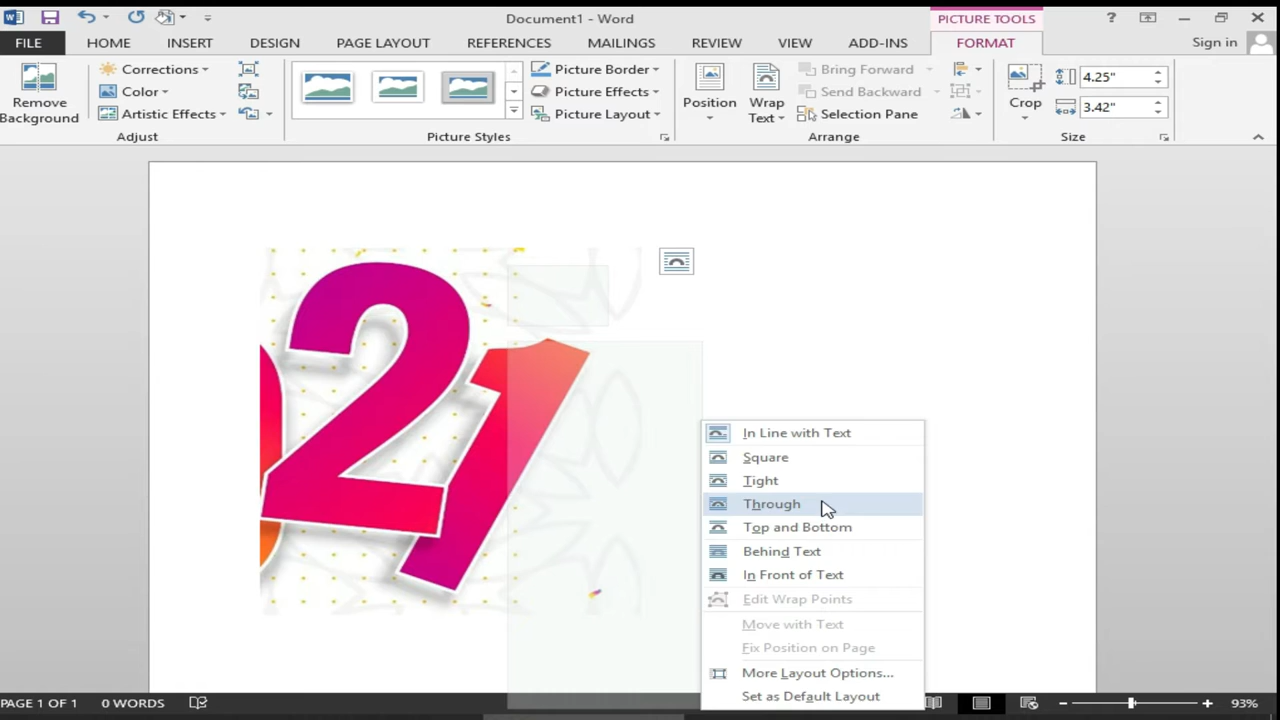 Document1 - Word
PICTURE TOOLS
?
FILE HOME INSERT DESIGN PAGE LAYOUT REFERENCES MAILINGS REVIEW VIEW ADD-INS FORMAT Sign in
Remove Background
Corrections
Color
Artistic Effects
Adjust
Picture Border
Picture Effects
Picture Layout
Picture Styles
Position
Wrap Text
Bring Forward
Send Backward
Selection Pane
Arrange
Crop
4.25"
3.42"
Size
21
In Line with Text
Square
Tight
Through
Top and Bottom
Behind Text
In Front of Text
Edit Wrap Points
Move with Text
Fix Position on Page
More Layout Options...
Set as Default Layout
PAGE 1 OF 1 0 WORDS 93%